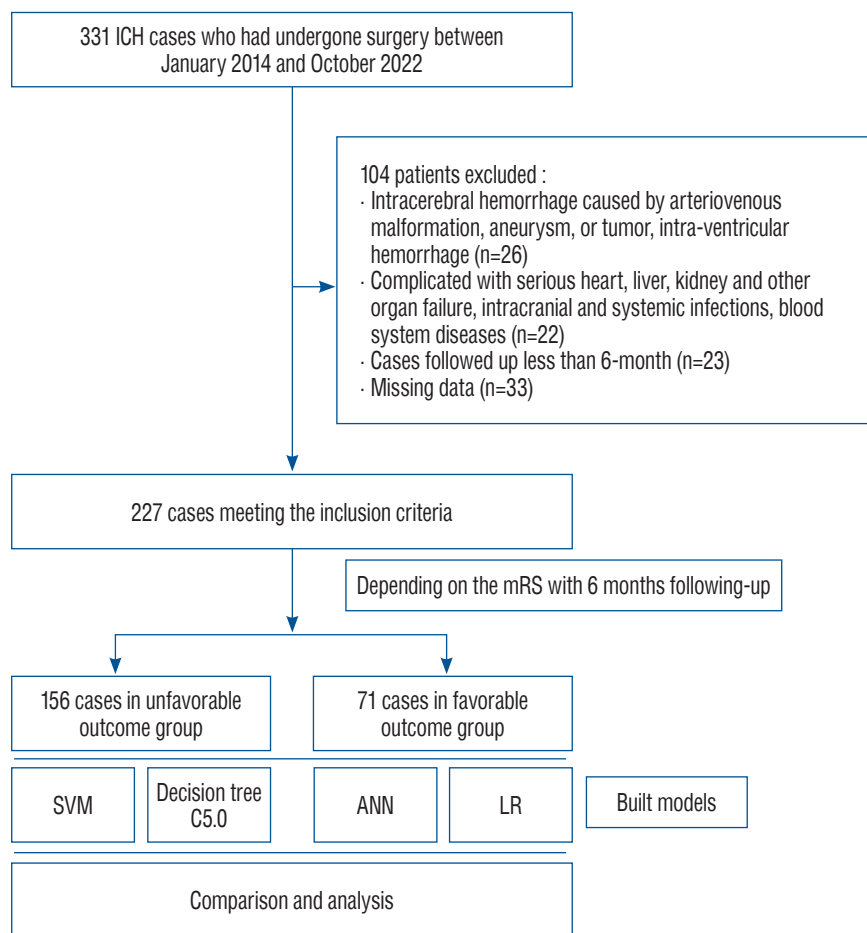 331 ICH cases who had undergone surgery between
January 2014 and October 2022
104 patients excluded :
· Intracerebral hemorrhage caused by arteriovenous
malformation, aneurysm, or tumor, intra-ventricular
hemorrhage (n=26)
· Complicated with serious heart, liver, kidney and other
organ failure, intracranial and systemic infections, blood
system diseases (n=22)
· Cases followed up less than 6-month (n=23)
· Missing data (n=33)
227 cases meeting the inclusion criteria
Depending on the mRS with 6 months following-up
156 cases in unfavorable
outcome group
71 cases in favorable
outcome group
SVM
Decision tree
C5.0
ANN
LR
Built models
Comparison and analysis